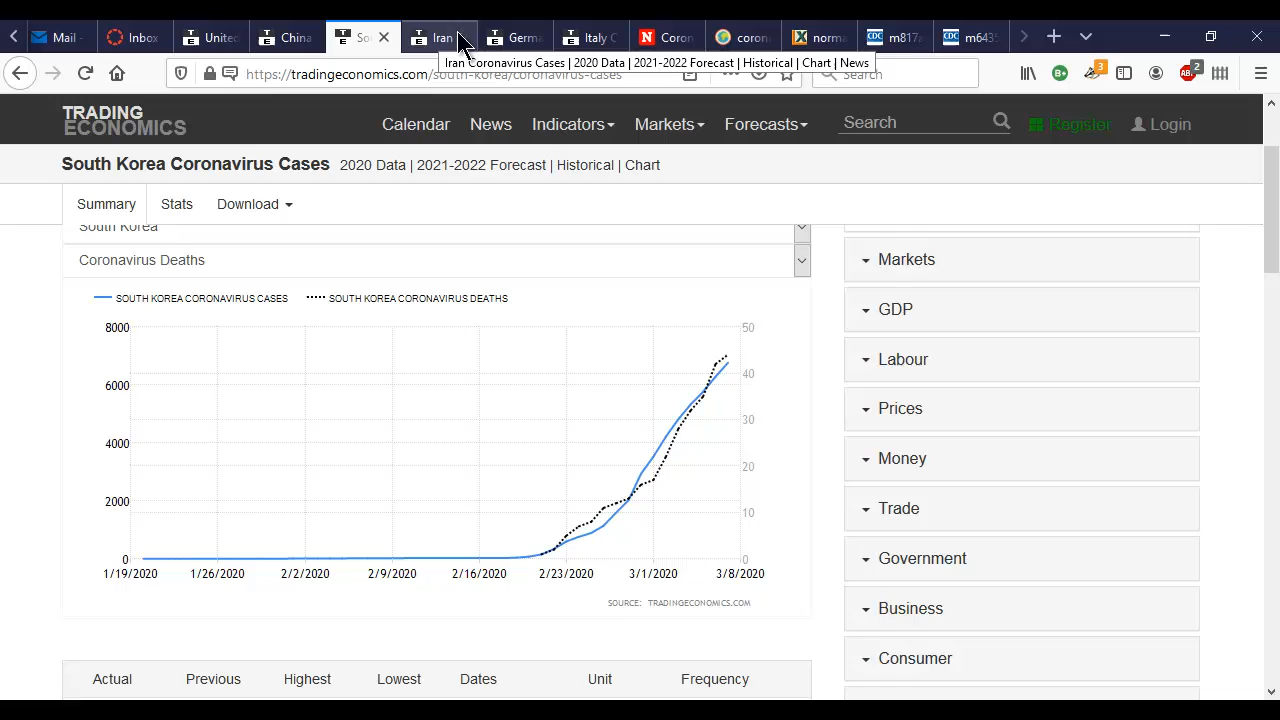 Mail - Inbox United China So Iran Germa Italy C Coron coron norma m817 m643
Iran Coronavirus Cases | 2020 Data | 2021-2022 Forecast | Historical | Chart | News
https://tradingeconomics.com/south-korea/coronavirus-cases Search 3 2
TRADING
ECONOMICS
Calendar News Indicators Markets Forecasts Search Register Login
South Korea Coronavirus Cases 2020 Data | 2021-2022 Forecast | Historical | Chart
Summary Stats Download
South Korea
Coronavirus Deaths
SOUTH KOREA CORONAVIRUS CASES SOUTH KOREA CORONAVIRUS DEATHS
8000 50
40
6000
30
4000
20
2000
10
0 0
1/19/2020 1/26/2020 2/2/2020 2/9/2020 2/16/2020 2/23/2020 3/1/2020 3/8/2020
SOURCE: TRADINGECONOMICS.COM
Actual Previous Highest Lowest Dates Unit Frequency
Markets
GDP
Labour
Prices
Money
Trade
Government
Business
Consumer